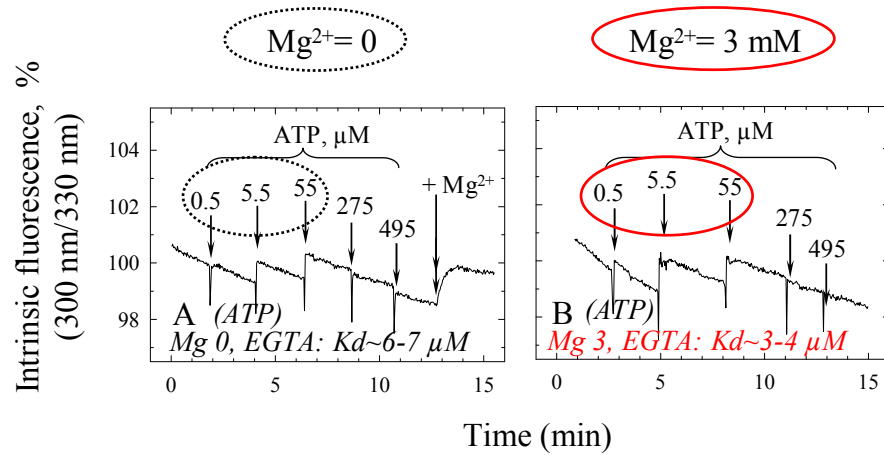 Mg²⁺= 0
Mg²⁺= 3 mM
Intrinsic fluorescence, %
(300 nm/330 nm)
104
102
100
98
ATP, µM
0.5
5.5
55
275
495
+ Mg²⁺
A (ATP)
Mg 0, EGTA: Kd~6-7 µM
0
5
10
15
ATP, µM
0.5
5.5
55
275
495
B (ATP)
Mg 3, EGTA: Kd~3-4 µM
0
5
10
15
Time (min)